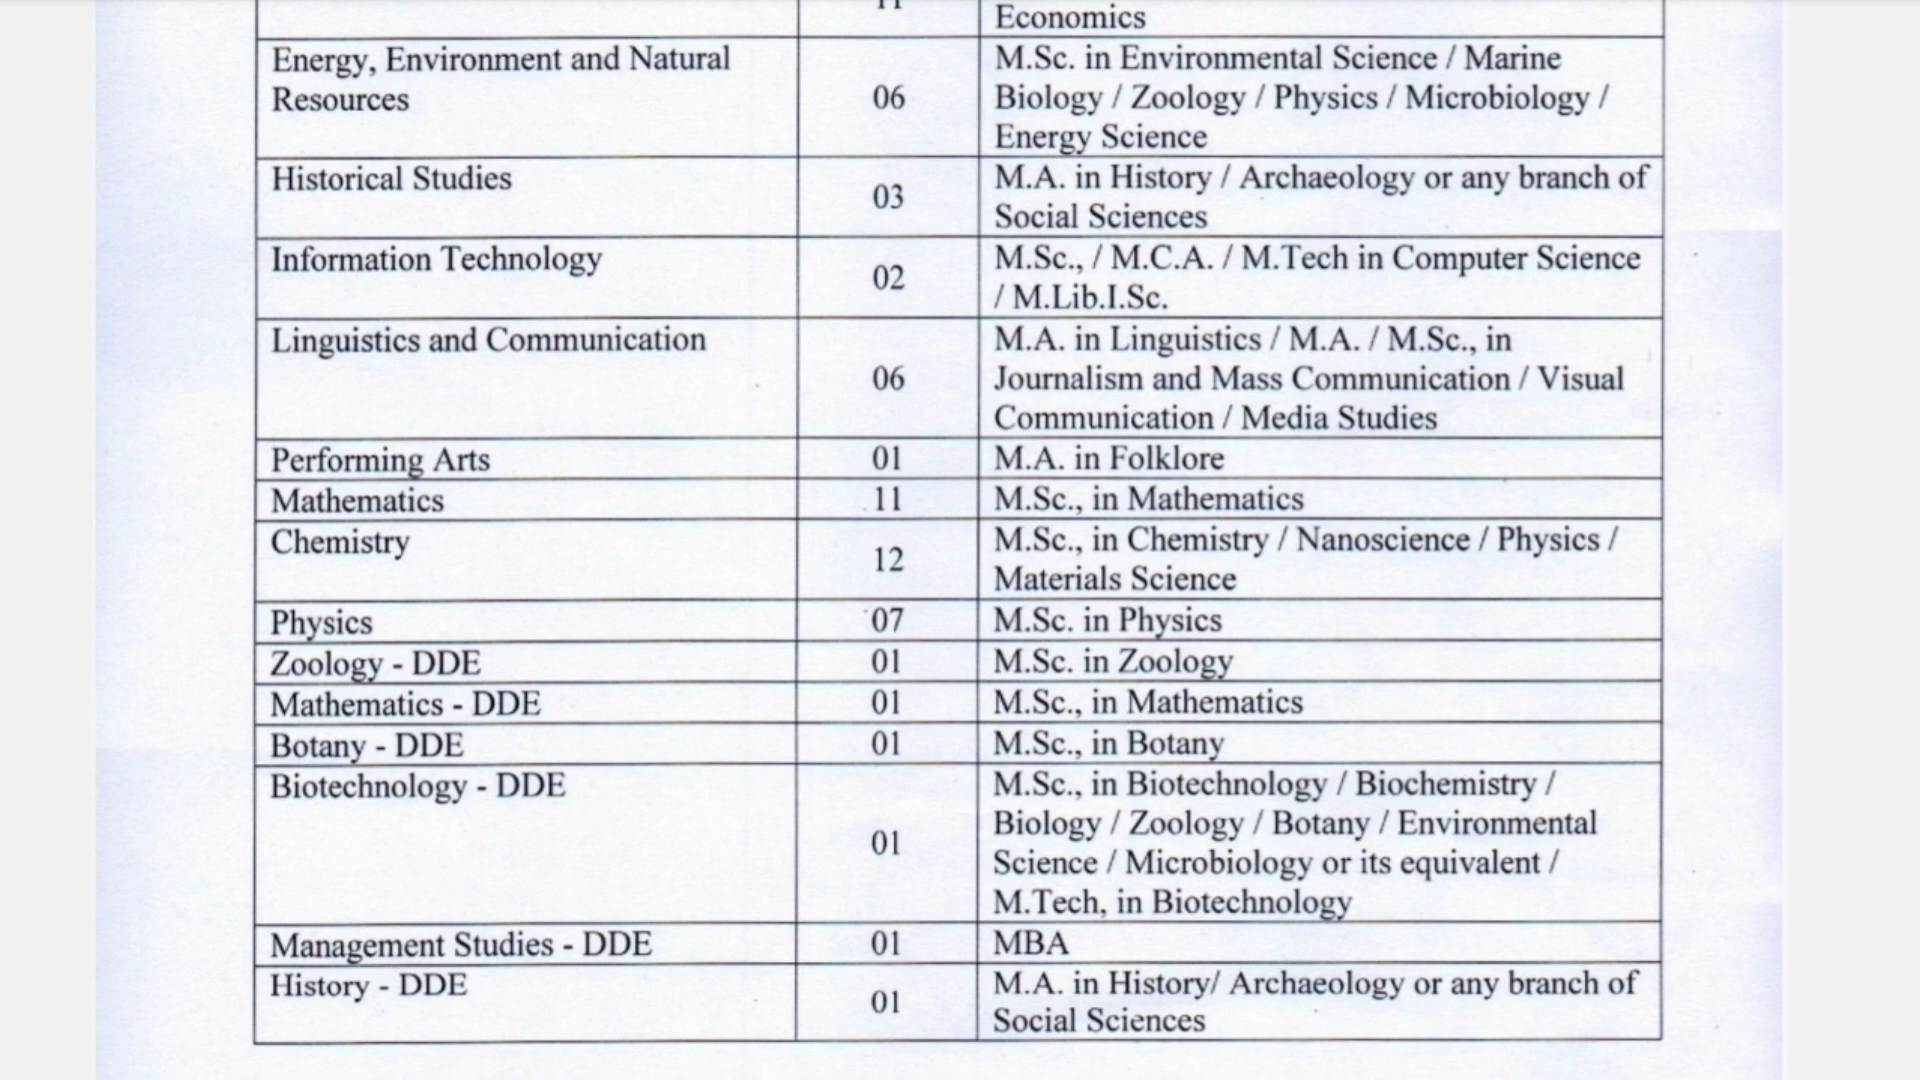 11
Economics
Energy, Environment and Natural
Resources
06
M.Sc. in Environmental Science / Marine
Biology / Zoology / Physics / Microbiology /
Energy Science
Historical Studies
03
M.A. in History / Archaeology or any branch of
Social Sciences
Information Technology
02
M.Sc., / M.C.A. / M.Tech in Computer Science
/ M.Lib.I.Sc.
Linguistics and Communication
06
M.A. in Linguistics / M.A. / M.Sc., in
Journalism and Mass Communication / Visual
Communication / Media Studies
Performing Arts
01
M.A. in Folklore
Mathematics
11
M.Sc., in Mathematics
Chemistry
12
M.Sc., in Chemistry / Nanoscience / Physics /
Materials Science
Physics
07
M.Sc. in Physics
Zoology - DDE
01
M.Sc. in Zoology
Mathematics - DDE
01
M.Sc., in Mathematics
Botany - DDE
01
M.Sc., in Botany
Biotechnology - DDE
01
M.Sc., in Biotechnology / Biochemistry /
Biology / Zoology / Botany / Environmental
Science / Microbiology or its equivalent /
M.Tech, in Biotechnology
Management Studies - DDE
01
MBA
History - DDE
01
M.A. in History/ Archaeology or any branch of
Social Sciences